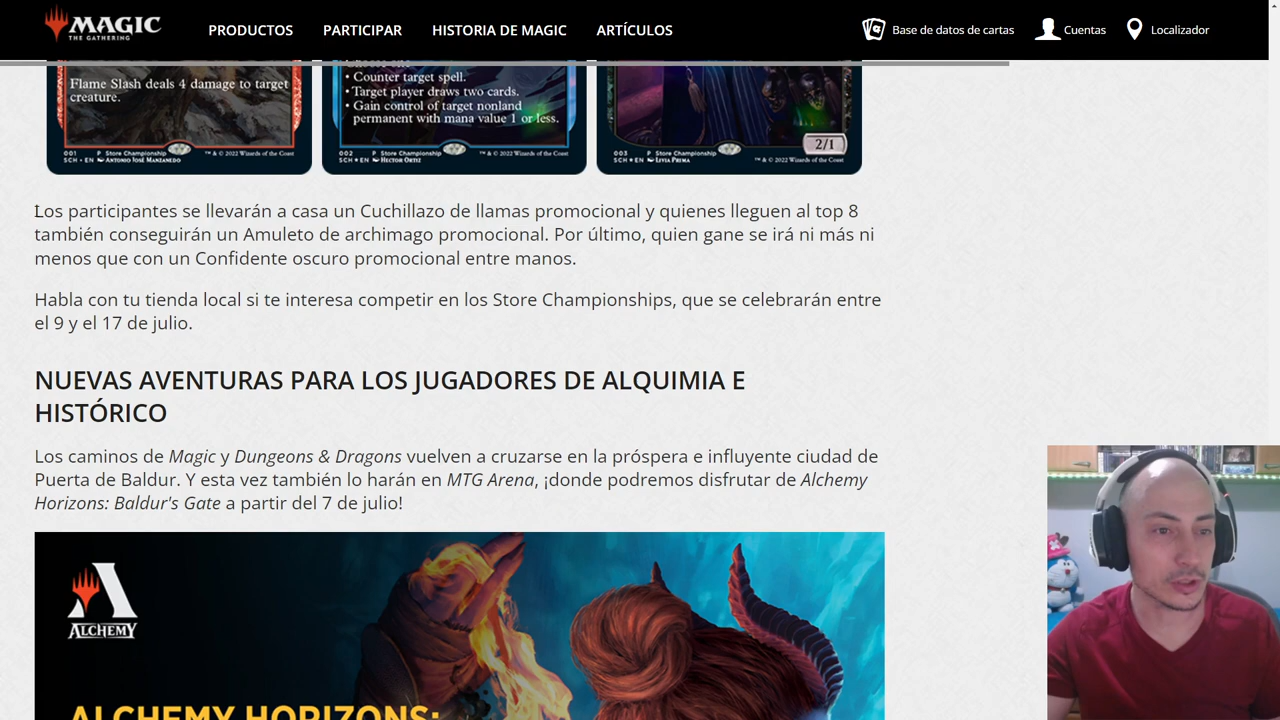 MAGIC
THE GATHERING
PRODUCTOS PARTICIPAR HISTORIA DE MAGIC ARTÍCULOS Base de datos de cartas Cuentas Localizador
Flame Slash deals 4 damage to target
creature.
001 P Store Championship
SCH • EN ANTONIO JOSÉ MANZANEDO ™ & © 2022 Wizards of the Coast
• Counter target spell.
• Target player draws two cards.
• Gain control of target nonland
permanent with mana value 1 or less.
002 P Store Championship
SCH ★ EN HECTOR ORTIZ ™ & © 2022 Wizards of the Coast
2/1
003 P Store Championship
SCH ★ EN LIVIA PRIMA ™ & © 2022 Wizards of the Coast
Los participantes se llevarán a casa un Cuchillazo de llamas promocional y quienes lleguen al top 8
también conseguirán un Amuleto de archimago promocional. Por último, quien gane se irá ni más ni
menos que con un Confidente oscuro promocional entre manos.
Habla con tu tienda local si te interesa competir en los Store Championships, que se celebrarán entre
el 9 y el 17 de julio.
NUEVAS AVENTURAS PARA LOS JUGADORES DE ALQUIMIA E
HISTÓRICO
Los caminos de Magic y Dungeons & Dragons vuelven a cruzarse en la próspera e influyente ciudad de
Puerta de Baldur. Y esta vez también lo harán en MTG Arena, ¡donde podremos disfrutar de Alchemy
Horizons: Baldur's Gate a partir del 7 de julio!
ALCHEMY
ALCHEMY HORIZONS: